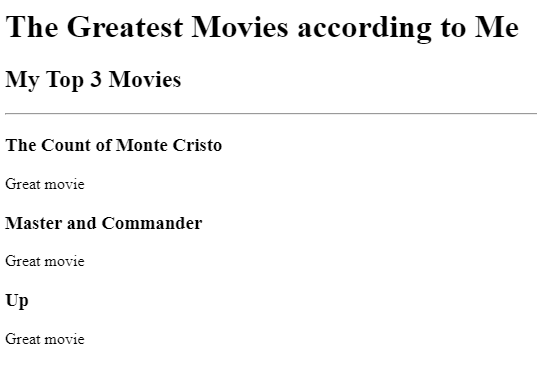 The Greatest Movies according to Me
My Top 3 Movies
The Count of Monte Cristo
Great movie
Master and Commander
Great movie
Up
Great movie